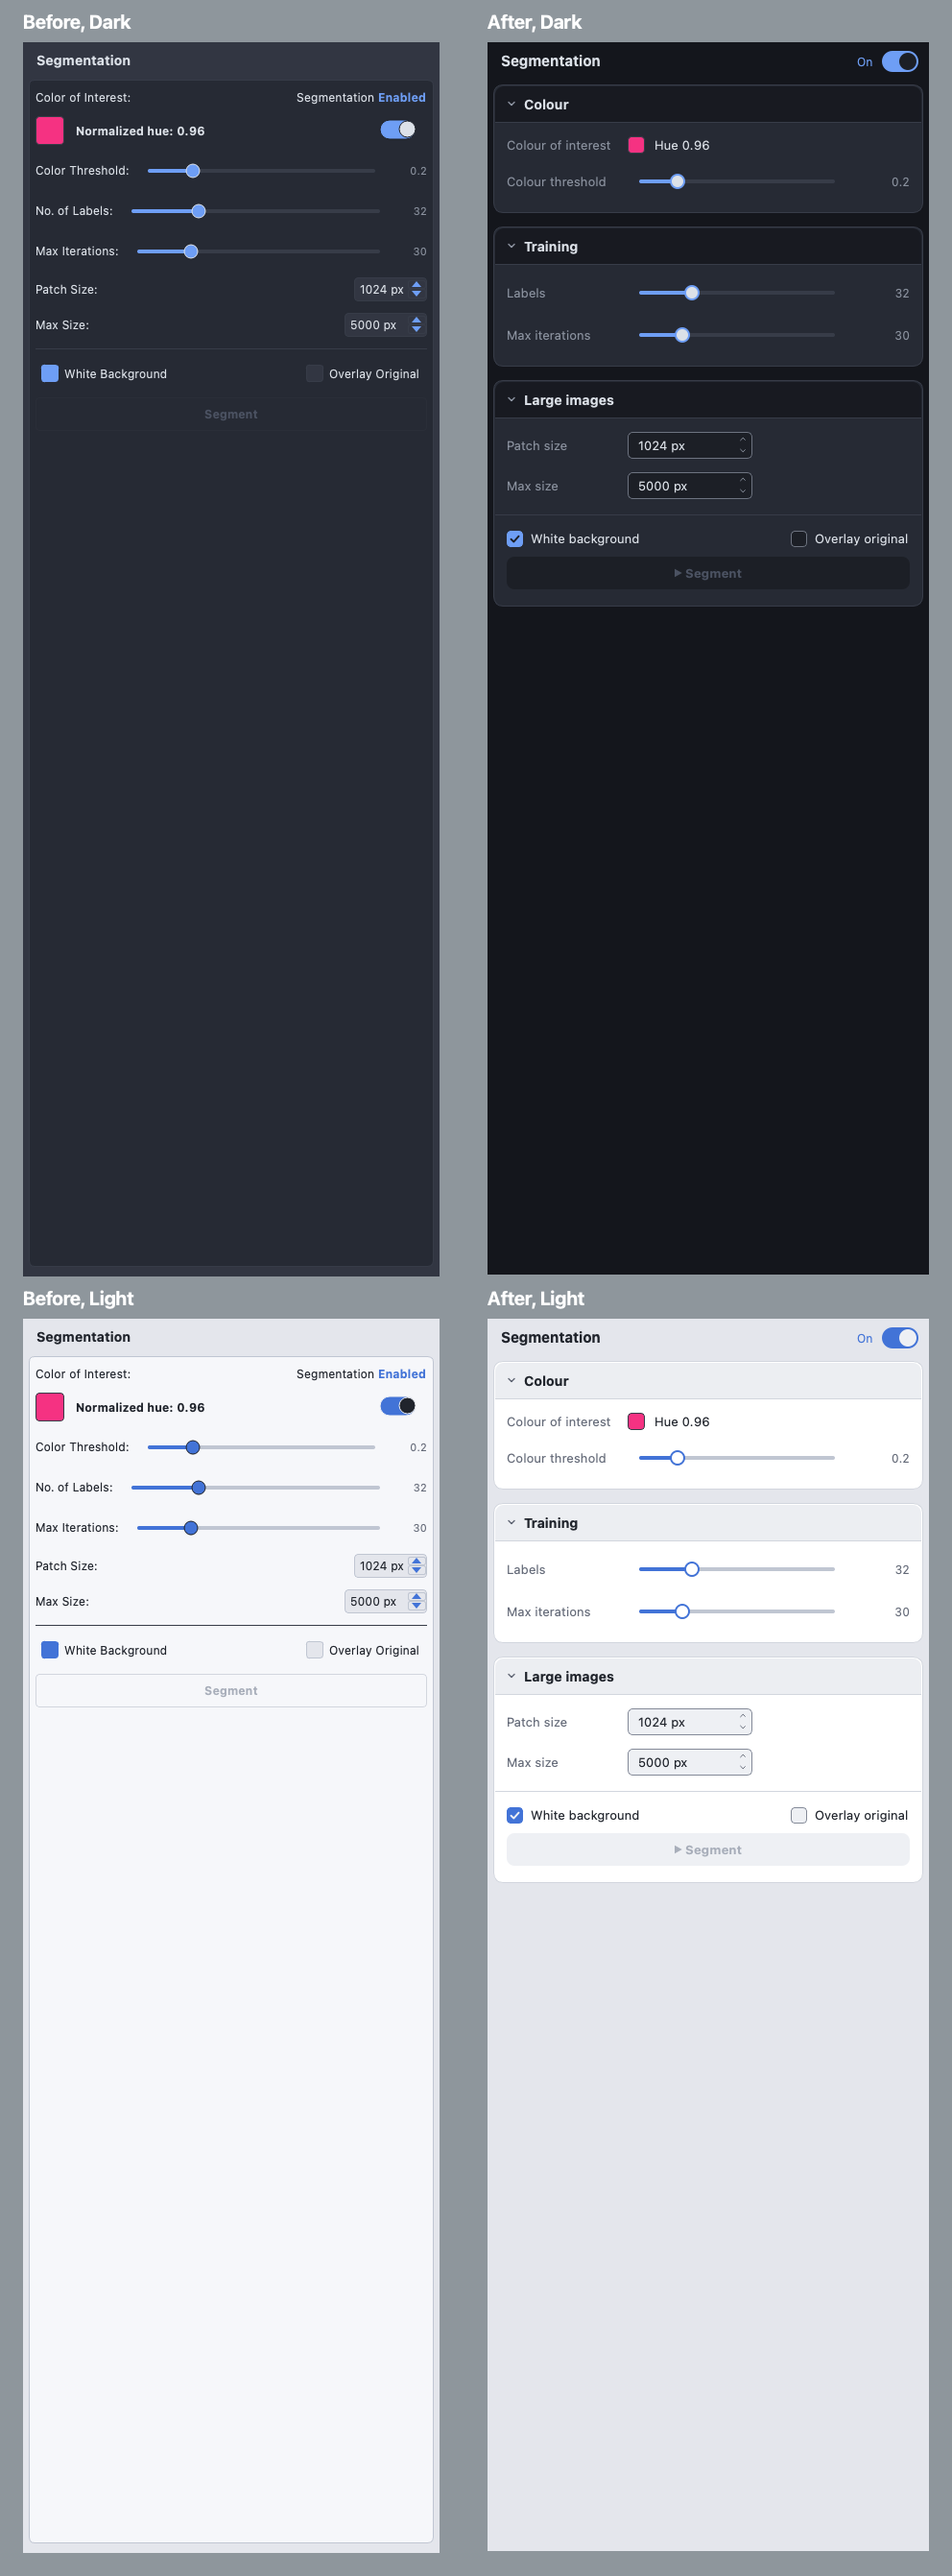 Before, Dark
Segmentation
Color of Interest: Segmentation Enabled
Normalized hue: 0.96
Color Threshold: 0.2
No. of Labels: 32
Max Iterations: 30
Patch Size: 1024 px
Max Size: 5000 px
White Background Overlay Original
Segment
After, Dark
Segmentation On
Colour
Colour of interest Hue 0.96
Colour threshold 0.2
Training
Labels 32
Max iterations 30
Large images
Patch size 1024 px
Max size 5000 px
White background Overlay original
Segment
Before, Light
Segmentation
Color of Interest: Segmentation Enabled
Normalized hue: 0.96
Color Threshold: 0.2
No. of Labels: 32
Max Iterations: 30
Patch Size: 1024 px
Max Size: 5000 px
White Background Overlay Original
Segment
After, Light
Segmentation On
Colour
Colour of interest Hue 0.96
Colour threshold 0.2
Training
Labels 32
Max iterations 30
Large images
Patch size 1024 px
Max size 5000 px
White background Overlay original
Segment